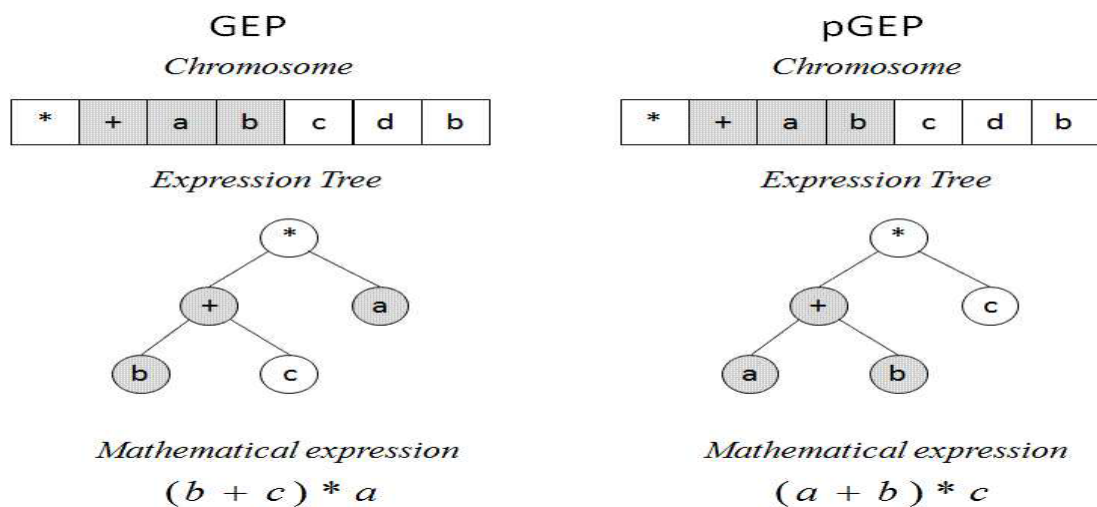 GEP
Chromosome
* + a b c d b
Expression Tree
*
+ a
b c
Mathematical expression
( b + c ) * a
pGEP
Chromosome
* + a b c d b
Expression Tree
*
+ c
a b
Mathematical expression
( a + b ) * c